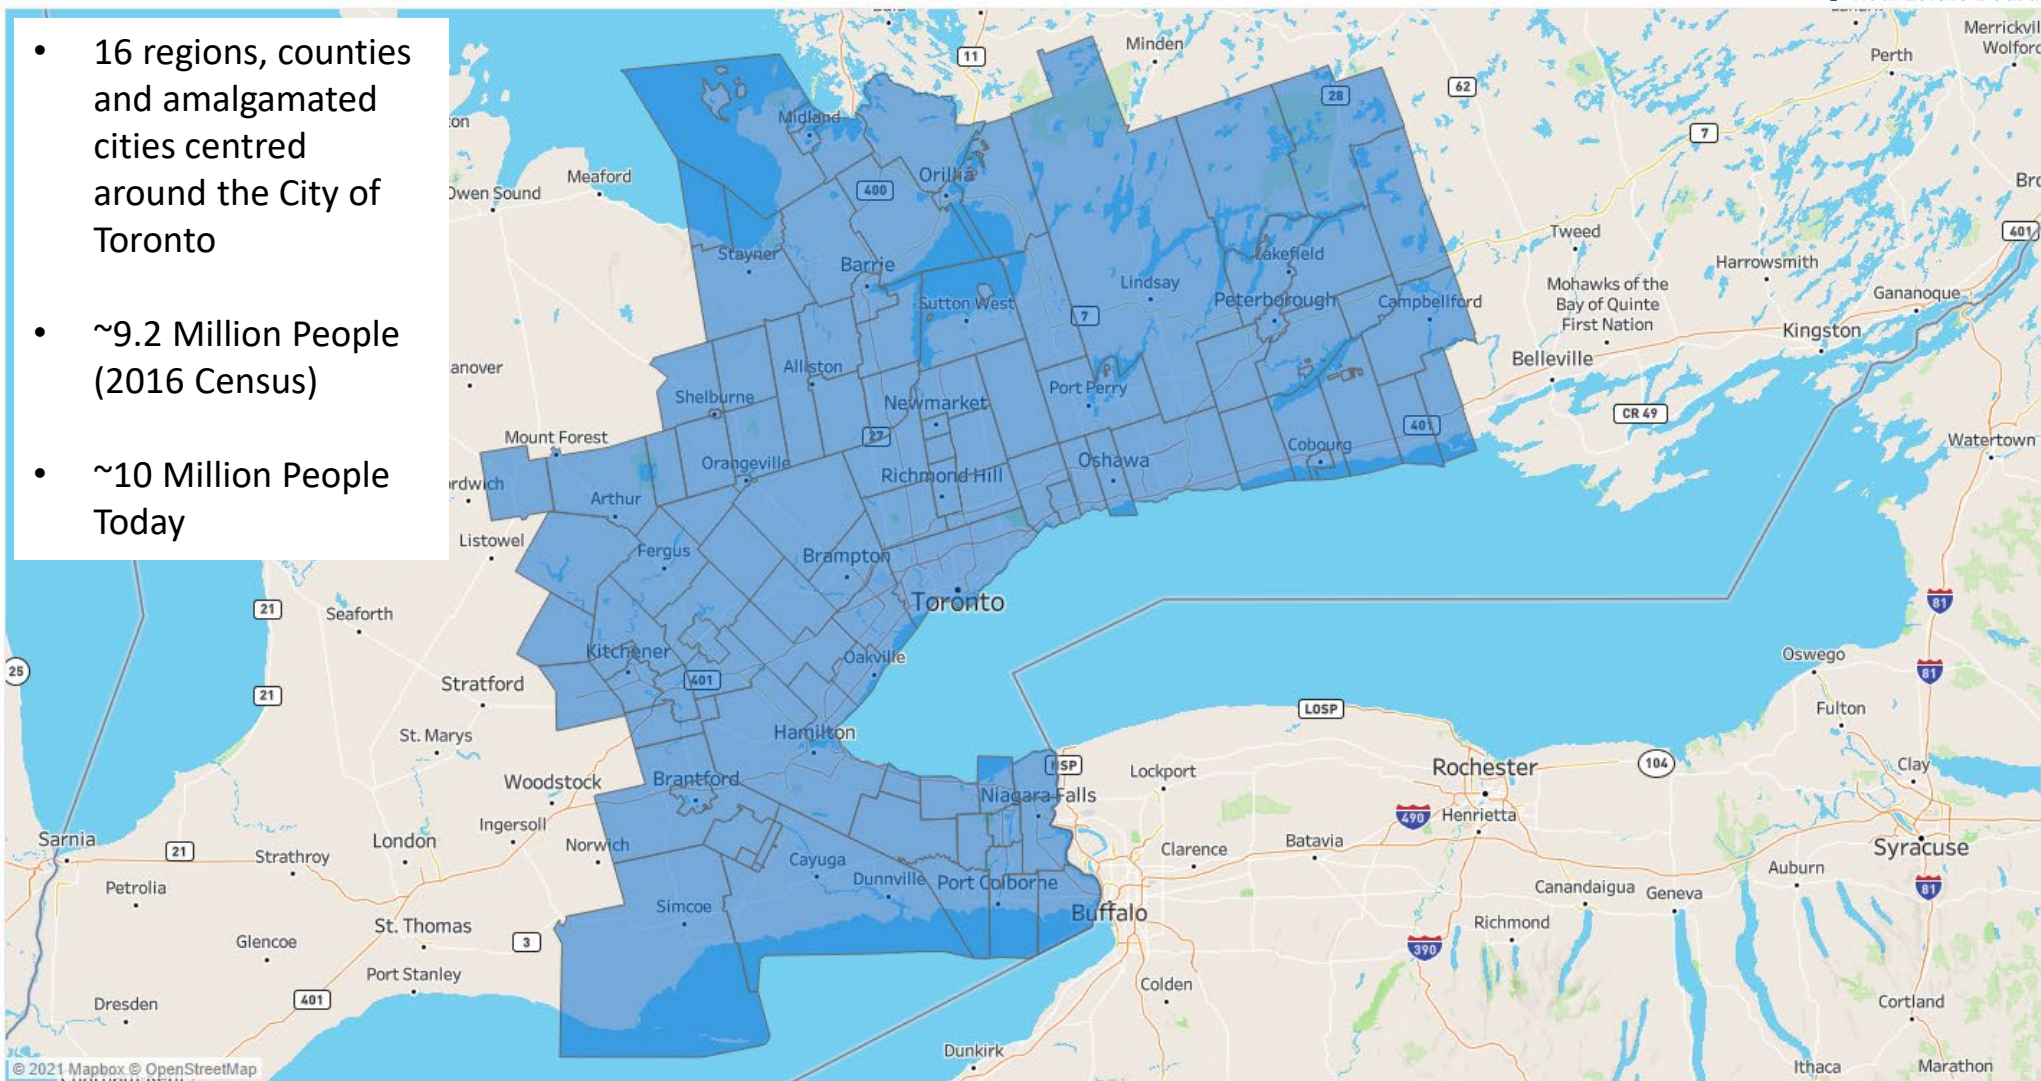 • 16 regions, counties
and amalgamated
cities centred
around the City of
Toronto
• ~9.2 Million People
(2016 Census)
• ~10 Million People
Today
Minden
Merrickvil
Wolford
Perth
11
62
28
7
Midland
Meaford
Owen Sound
Orillia
400
Bro
401
Tweed
Harrowsmith
Mohawks of the
Bay of Quinte
First Nation
Gananoque
Kingston
Belleville
Stayner
Barrie
Lakefield
Lindsay
Sutton West
Peterborough
Campbellford
7
anover
Alliston
Shelburne
Newmarket
Port Perry
CR 49
Mount Forest
27
401
Watertown
Orangeville
Richmond Hill
Oshawa
Cobourg
ordwich
Arthur
Listowel
Fergus
Brampton
Toronto
21
Seaforth
81
25
Kitchener
Oakville
Oswego
401
81
21
Stratford
LOSP
Fulton
St. Marys
Hamilton
NSP
Lockport
Rochester
104
Clay
Woodstock
Brantford
Niagara Falls
490
Henrietta
Sarnia
21
Strathroy
London
Ingersoll
Norwich
Clarence
Batavia
Syracuse
Auburn
Petrolia
Cayuga
Dunnville
Port Colborne
Canandaigua
Geneva
81
Simcoe
Buffalo
St. Thomas
Richmond
Glencoe
3
390
Port Stanley
Colden
Dresden
401
Cortland
Dunkirk
Ithaca
Marathon
© 2021 Mapbox © OpenStreetMap